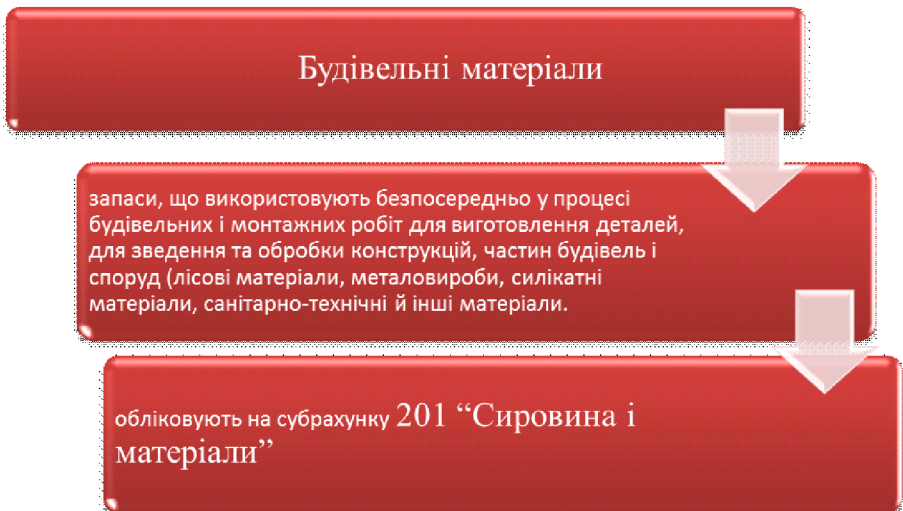 Будівельні матеріали
запаси, що використовують безпосередньо у процесі
будівельних і монтажних робіт для виготовлення деталей,
для зведення та обробки конструкцій, частин будівель і
споруд (лісові матеріали, металовироби, силікатні
матеріали, санітарно-технічні й інші матеріали.
обліковують на субрахунку 201 “Сировина і
матеріали”